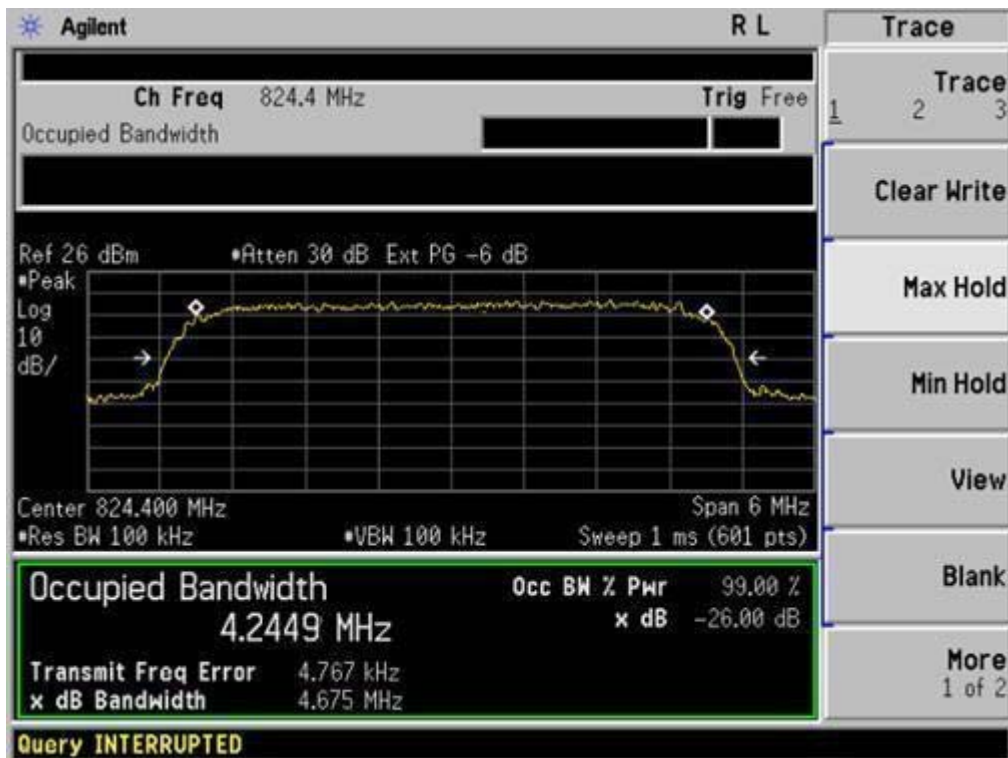 Agilent R L Trace
Ch Freq 824.4 MHz Trig Free
Occupied Bandwidth
Trace
1 2 3
Clear Write
Max Hold
Min Hold
View
Blank
More
1 of 2
Ref 26 dBm •Atten 30 dB Ext PG -6 dB
•Peak
Log
10
dB/
Center 824.400 MHz Span 6 MHz
•Res BW 100 kHz •VBW 100 kHz Sweep 1 ms (601 pts)
Occupied Bandwidth
4.2449 MHz
Occ BW % Pwr 99.00 %
x dB -26.00 dB
Transmit Freq Error 4.767 kHz
x dB Bandwidth 4.675 MHz
Query INTERRUPTED